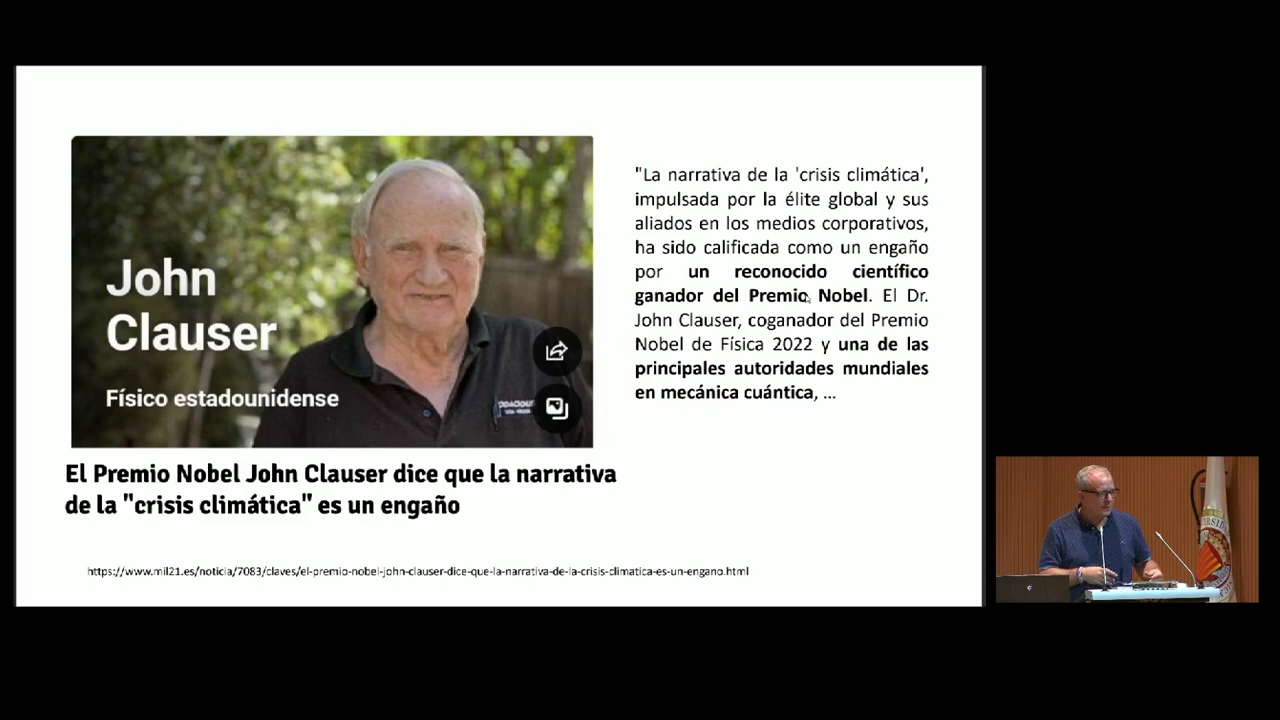 John
Clauser
Físico estadounidense
El Premio Nobel John Clauser dice que la narrativa
de la "crisis climática" es un engaño
"La narrativa de la 'crisis climática',
impulsada por la élite global y sus
aliados en los medios corporativos,
ha sido calificada como un engaño
por un reconocido científico
ganador del Premio Nobel. El Dr.
John Clauser, coganador del Premio
Nobel de Física 2022 y una de las
principales autoridades mundiales
en mecánica cuántica, ...
https://www.mil21.es/noticia/7083/claves/el-premio-nobel-john-clauser-dice-que-la-narrativa-de-la-crisis-climatica-es-un-engano.html